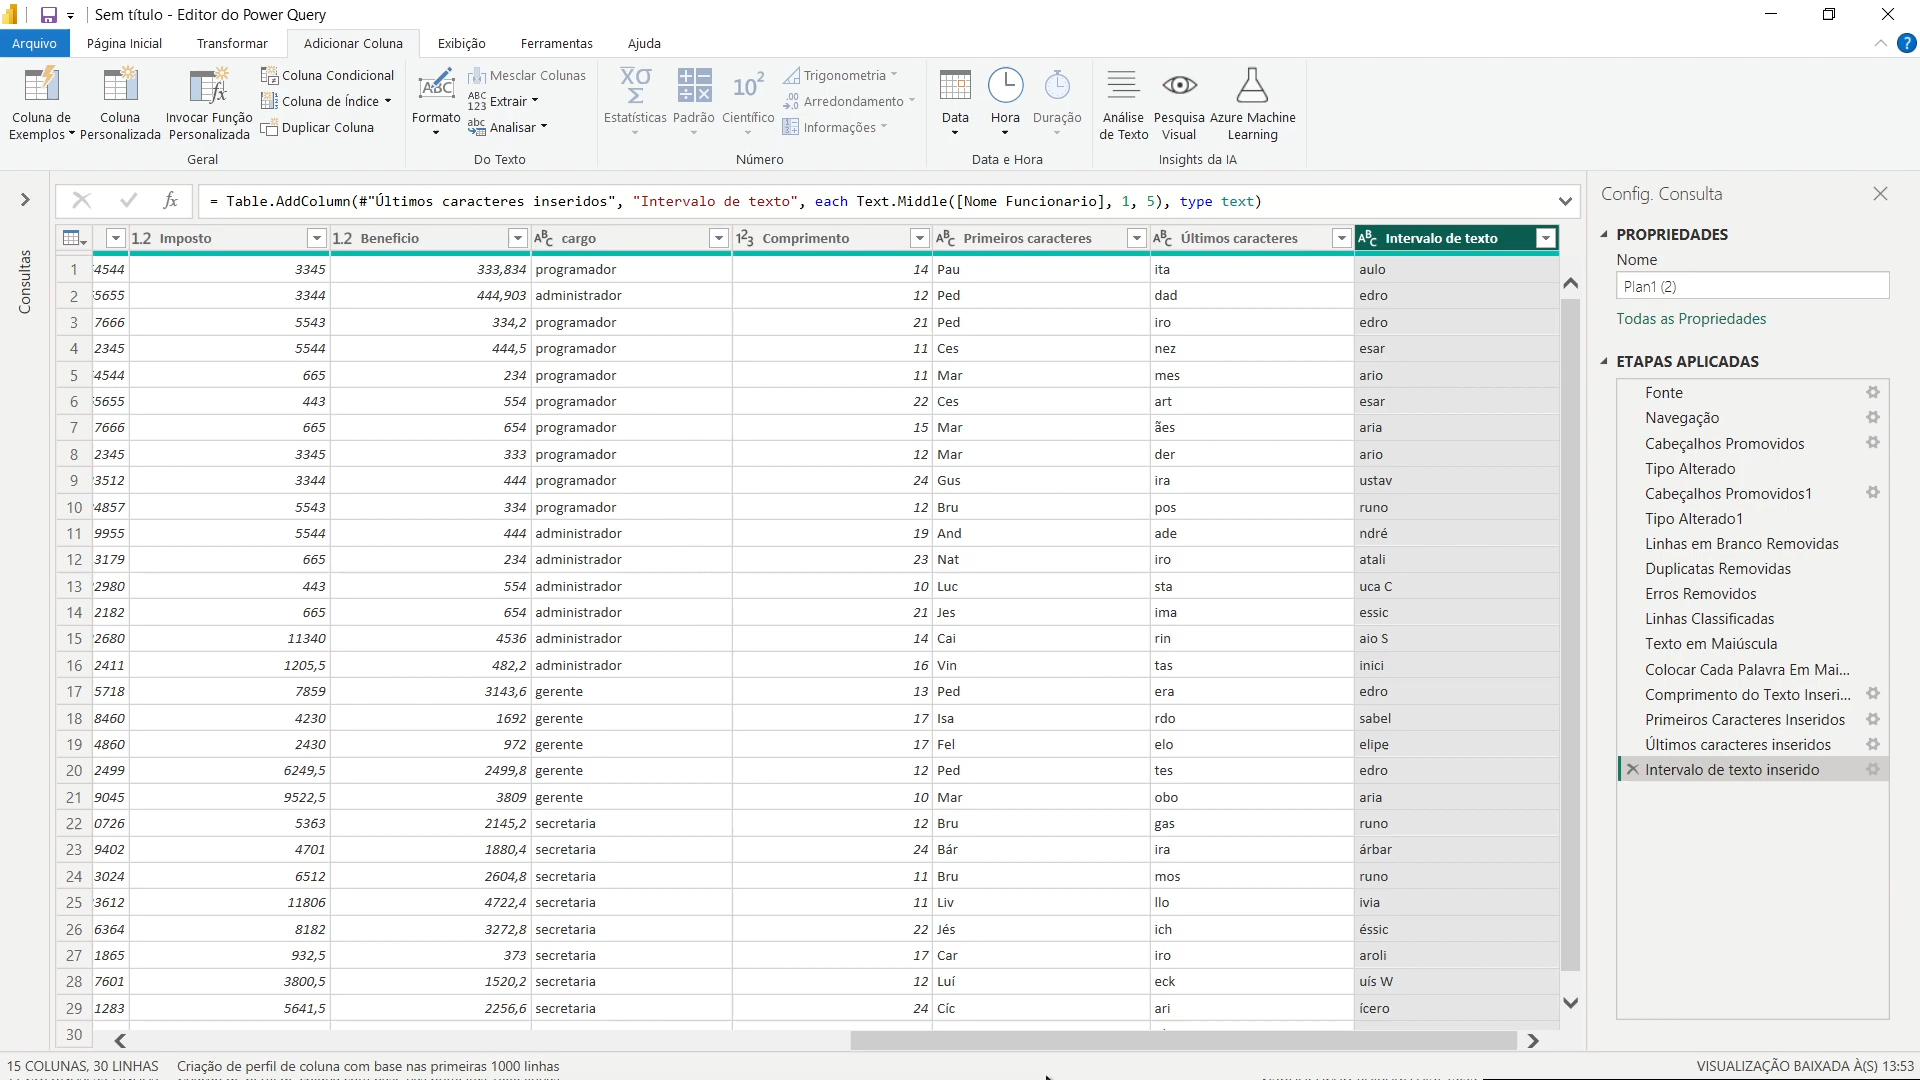 Sem título - Editor do Power Query
Arquivo Página Inicial Transformar Adicionar Coluna Exibição Ferramentas Ajuda
Coluna de Exemplos
Coluna Personalizada
Invocar Função Personalizada
Coluna Condicional
Coluna de Índice
Duplicar Coluna
Geral
Formato
Mesclar Colunas
Extrair
Analisar
Do Texto
Estatísticas
Padrão
Científico
Trigonometria
Arredondamento
Informações
Número
Data
Hora
Duração
Data e Hora
Análise de Texto
Pesquisa Visual
Azure Machine Learning
Insights da IA
Consultas
= Table.AddColumn(#"Últimos caracteres inseridos", "Intervalo de texto", each Text.Middle([Nome Funcionario], 1, 5), type text)
1.2 Imposto 1.2 Beneficio ABC cargo 123 Comprimento ABC Primeiros caracteres ABC Últimos caracteres ABC Intervalo de texto
1 4544 3345 333,834 programador 14 Pau ita aulo
2 5655 3344 444,903 administrador 12 Ped dad edro
3 7666 5543 334,2 programador 21 Ped iro edro
4 2345 5544 444,5 programador 11 Ces nez esar
5 4544 665 234 programador 11 Mar mes ario
6 5655 443 554 programador 22 Ces art esar
7 7666 665 654 programador 15 Mar ães aria
8 2345 3345 333 programador 12 Mar der ario
9 3512 3344 444 programador 24 Gus ira ustav
10 4857 5543 334 programador 12 Bru pos runo
11 9955 5544 444 administrador 19 And ade ndré
12 3179 665 234 administrador 23 Nat iro atali
13 2980 443 554 administrador 10 Luc sta uca C
14 2182 665 654 administrador 21 Jes ima essic
15 2680 11340 4536 administrador 14 Cai rin aio S
16 2411 1205,5 482,2 administrador 16 Vin tas inici
17 5718 7859 3143,6 gerente 13 Ped era edro
18 8460 4230 1692 gerente 17 Isa rdo sabel
19 4860 2430 972 gerente 17 Fel elo elipe
20 2499 6249,5 2499,8 gerente 12 Ped tes edro
21 9045 9522,5 3809 gerente 10 Mar obo aria
22 0726 5363 2145,2 secretaria 12 Bru gas runo
23 9402 4701 1880,4 secretaria 24 Bár ira árbar
24 3024 6512 2604,8 secretaria 11 Bru mos runo
25 3612 11806 4722,4 secretaria 11 Liv llo ivia
26 6364 8182 3272,8 secretaria 22 Jés ich éssic
27 1865 932,5 373 secretaria 17 Car iro aroli
28 7601 3800,5 1520,2 secretaria 12 Luí eck uís W
29 1283 5641,5 2256,6 secretaria 24 Cíc ari ícero
30
Config. Consulta
PROPRIEDADES
Nome
Plan1 (2)
Todas as Propriedades
ETAPAS APLICADAS
Fonte
Navegação
Cabeçalhos Promovidos
Tipo Alterado
Cabeçalhos Promovidos1
Tipo Alterado1
Linhas em Branco Removidas
Duplicatas Removidas
Erros Removidos
Linhas Classificadas
Texto em Maiúscula
Colocar Cada Palavra Em Mai...
Comprimento do Texto Inseri...
Primeiros Caracteres Inseridos
Últimos caracteres inseridos
Intervalo de texto inserido
15 COLUNAS, 30 LINHAS Criação de perfil de coluna com base nas primeiras 1000 linhas VISUALIZAÇÃO BAIXADA À(S) 13:53